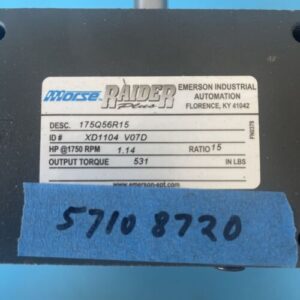 morse RAIDER Plus
EMERSON INDUSTRIAL
AUTOMATION
FLORENCE, KY 41042
DESC. 175Q56R15
ID # XD1104 V07D
HP @1750 RPM 1.14 RATIO 15
OUTPUT TORQUE 531 IN LBS
www.emerson-ept.com
57108720